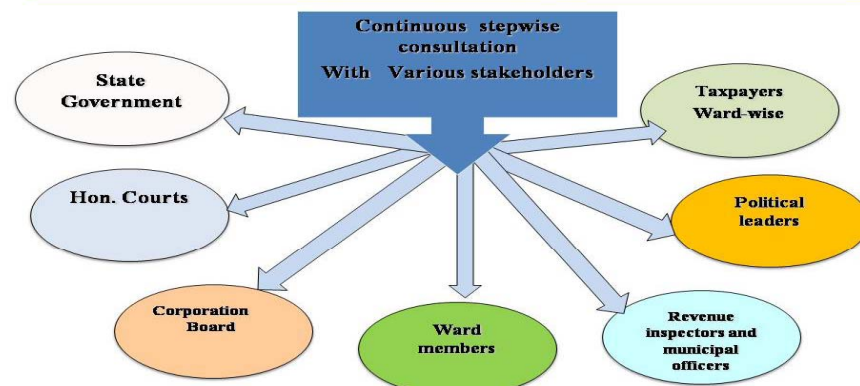 Continuous stepwise
consultation
With Various stakeholders
State
Government
Taxpayers
Ward-wise
Hon. Courts
Political
leaders
Corporation
Board
Ward
members
Revenue
inspectors and
municipal
officers